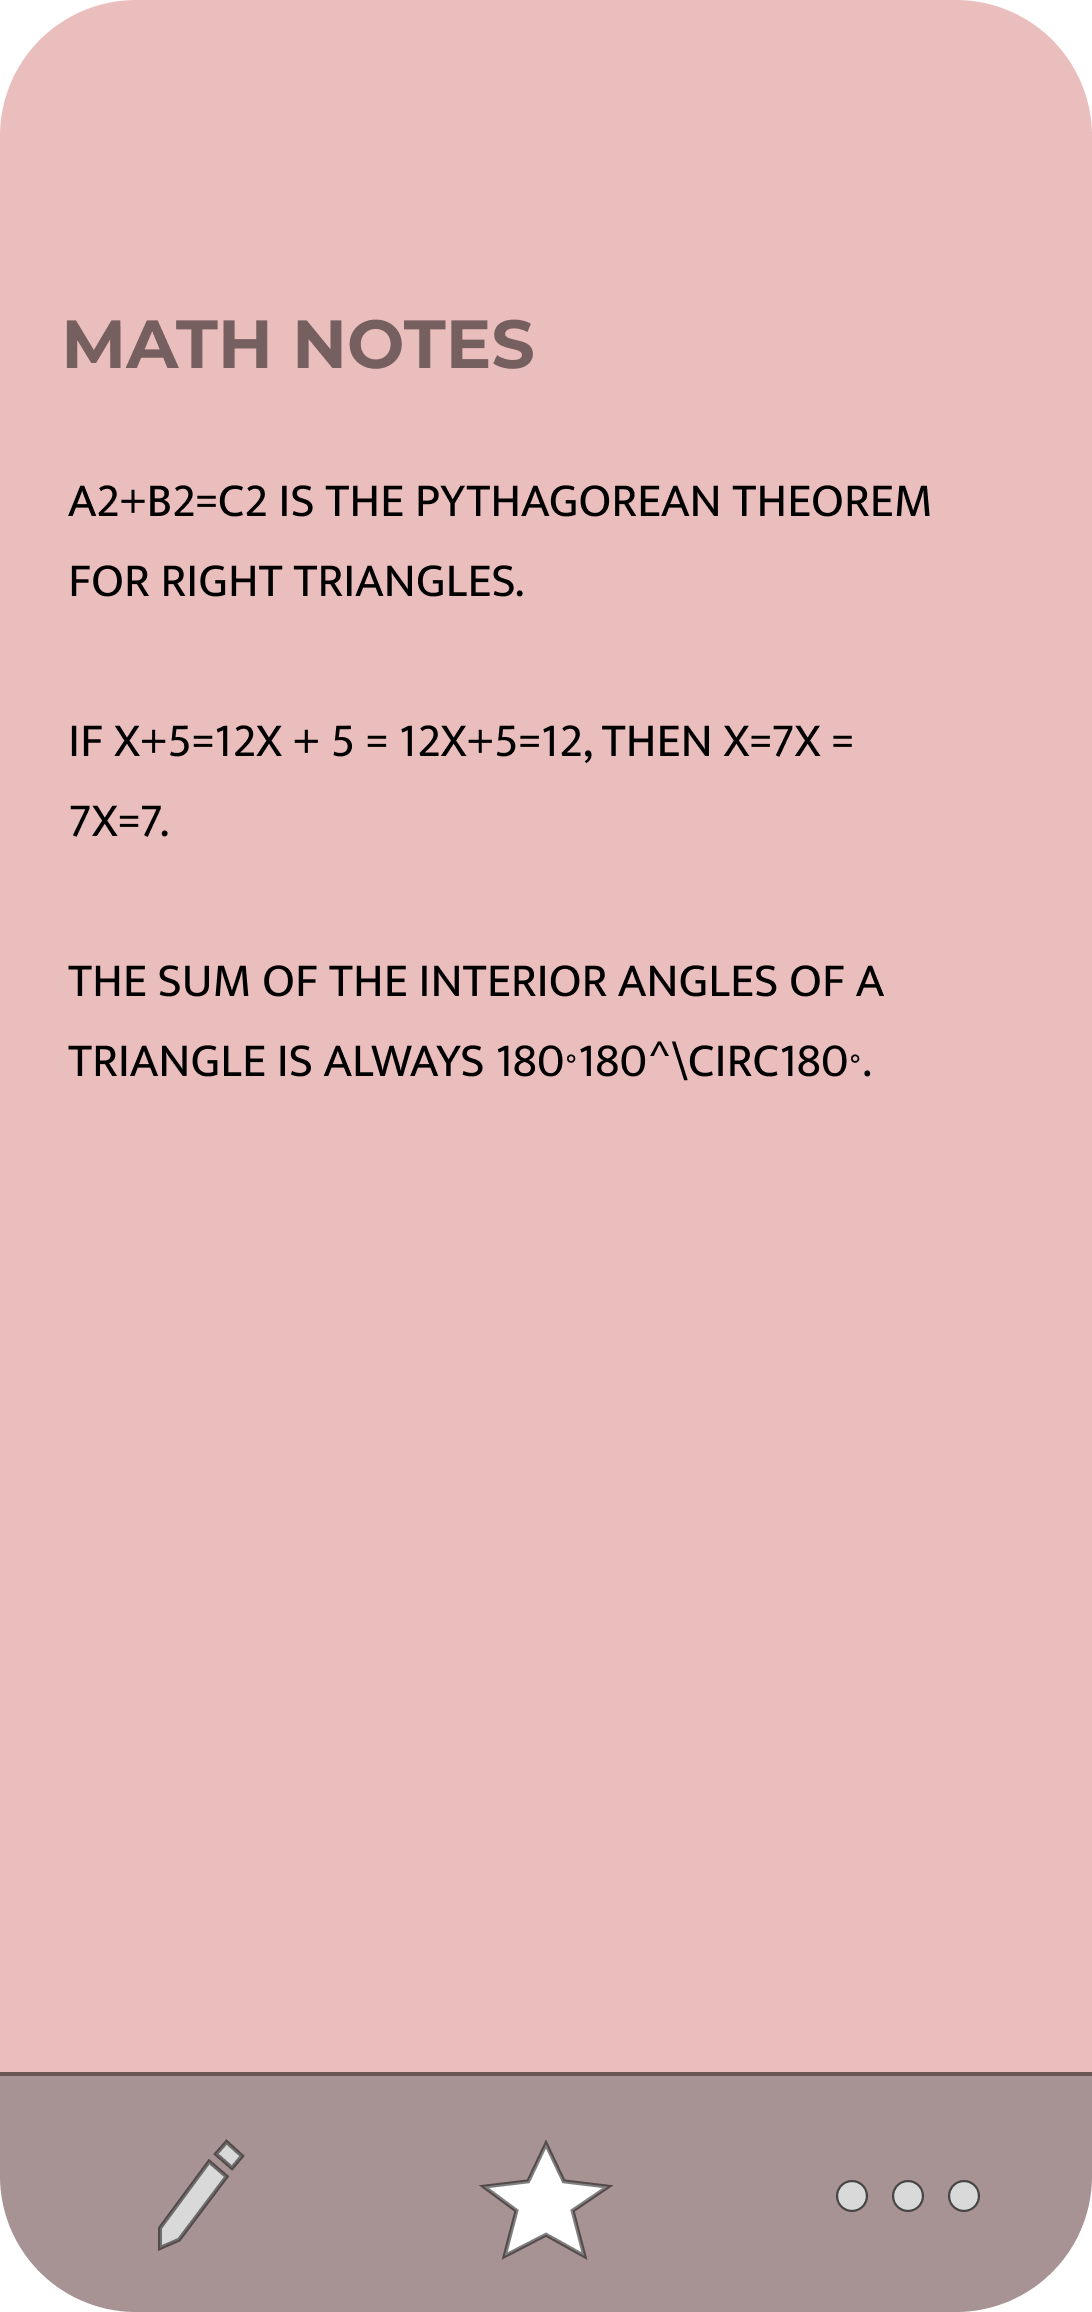 MATH NOTES
A2+B2=C2 IS THE PYTHAGOREAN THEOREM
FOR RIGHT TRIANGLES.
IF X+5=12X + 5 = 12X+5=12, THEN X=7X =
7X=7.
THE SUM OF THE INTERIOR ANGLES OF A
TRIANGLE IS ALWAYS 180∘180^\CIRC180∘.